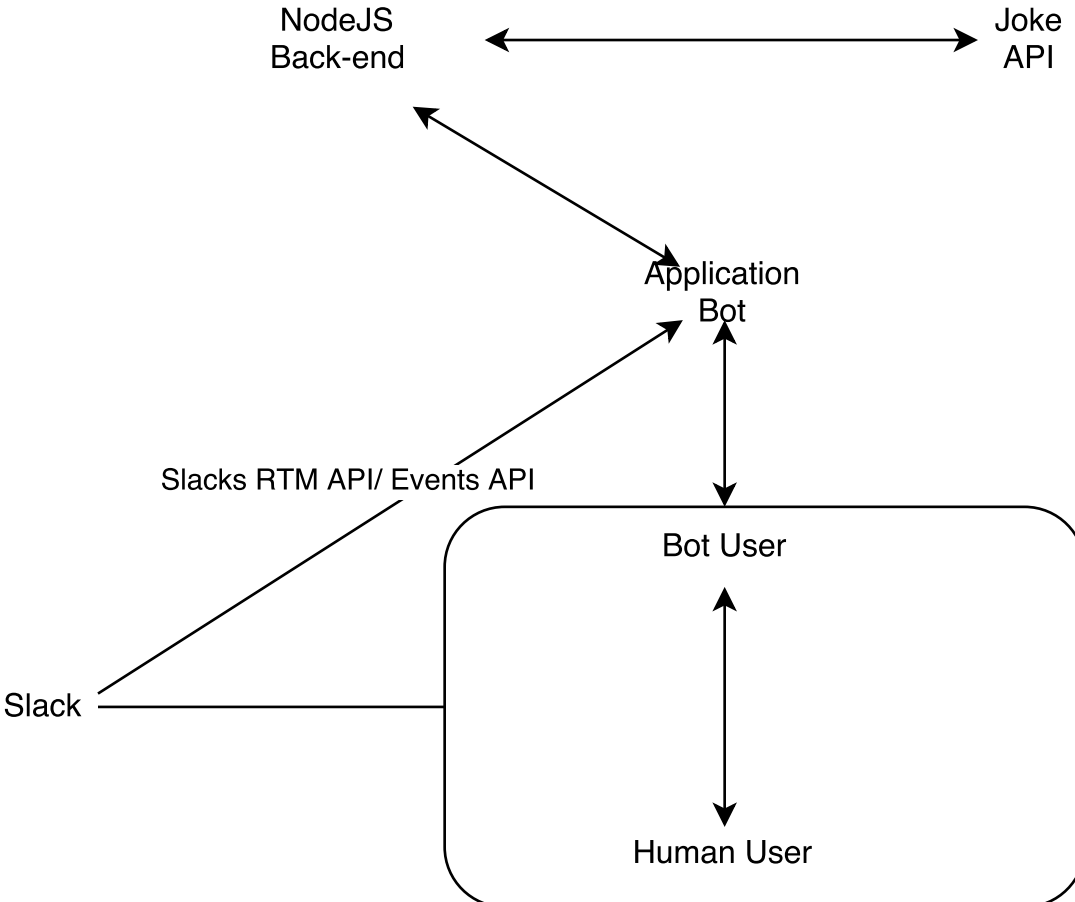 NodeJS
Back-end
Joke
API
Application
Bot
Slacks RTM API/ Events API
Bot User
Slack
Human User